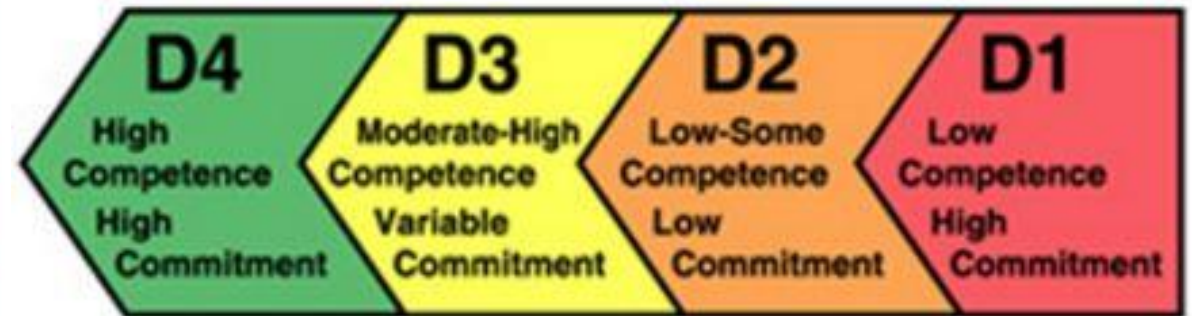 D4
High
Competence
High
Commitment
D3
Moderate-High
Competence
Variable
Commitment
D2
Low-Some
Competence
Low
Commitment
D1
Low
Competence
High
Commitment